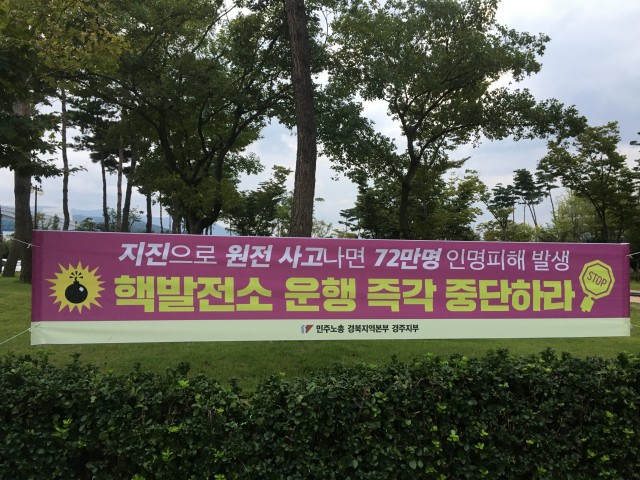 지진으로 원전 사고나면 72만명 인명피해 발생
핵발전소 운행 즉각 중단하라
STOP
민주노총 경북지역본부 경주지부